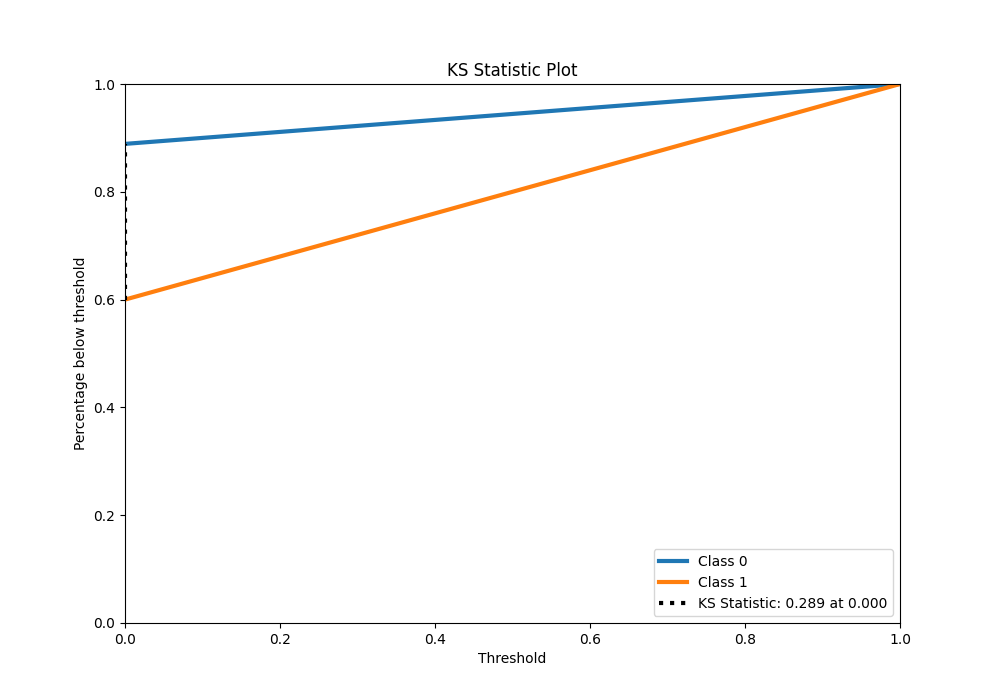 KS Statistic Plot
Percentage below threshold
1.0
0.8
0.6
0.4
0.2
0.0
0.0 0.2 0.4 0.6 0.8 1.0
Threshold
Class 0
Class 1
KS Statistic: 0.289 at 0.000